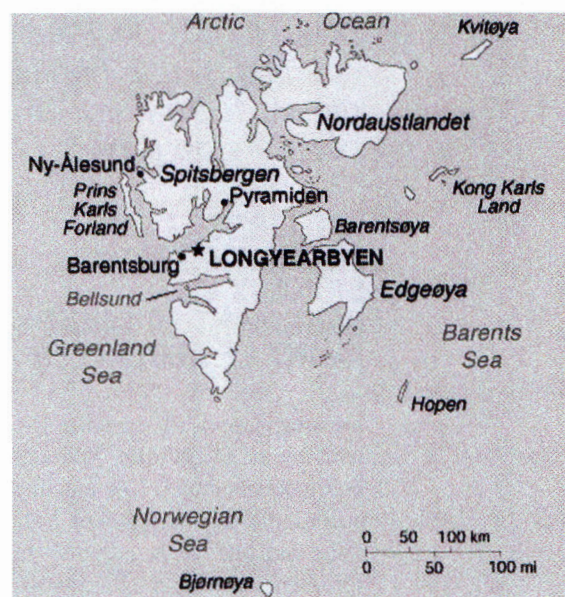 Arctic Ocean
Kvitøya
Nordaustlandet
Ny-Ålesund
Spitsbergen
Prins
Karls
Forland
Pyramiden
Kong Karls
Land
Barentsøya
Barentsburg
LONGYEARBYEN
Bellsund
Edgeøya
Greenland
Sea
Barents
Sea
Hopen
Norwegian
Sea
0 50 100 km
0 50 100 mi
Bjørnøya